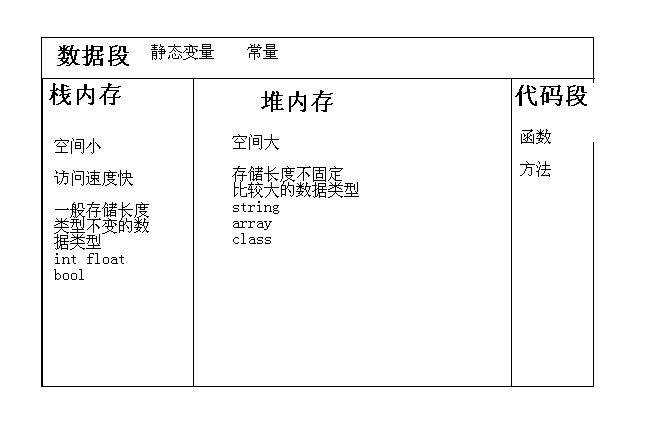 数据段 静态变量 常量
栈内存
空间小
访问速度快
一般存储长度
类型不变的数
据类型
int float
bool
堆内存
空间大
存储长度不固定
比较大的数据类型
string
array
class
代码段
函数
方法